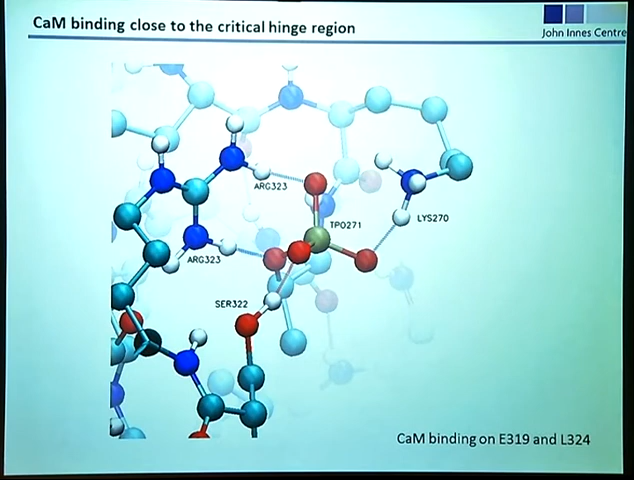 CaM binding close to the critical hinge region
John Innes Centre
ARG323
TPO271
LYS270
ARG323
SER322
CaM binding on E319 and L324